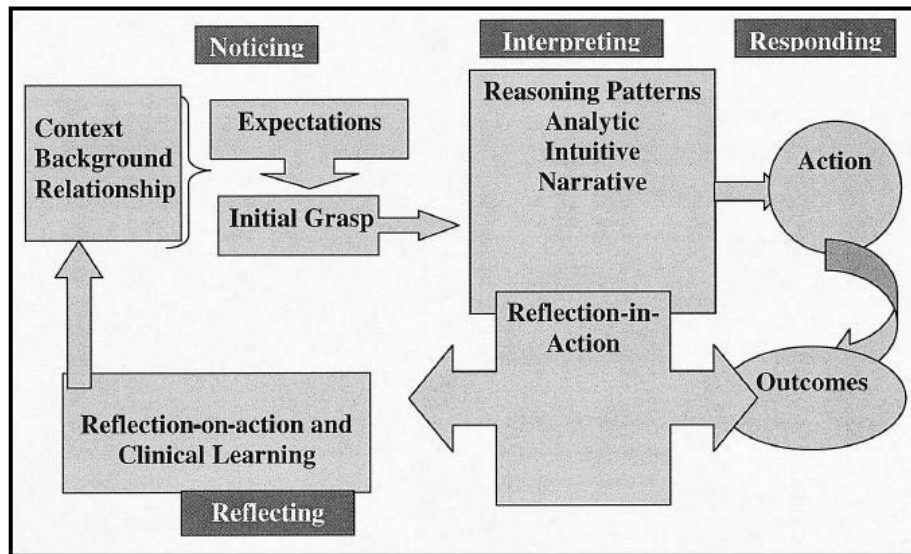 Noticing
Interpreting
Responding
Context
Background
Relationship
Expectations
Initial Grasp
Reasoning Patterns
Analytic
Intuitive
Narrative
Action
Reflection-in-
Action
Outcomes
Reflection-on-action and
Clinical Learning
Reflecting